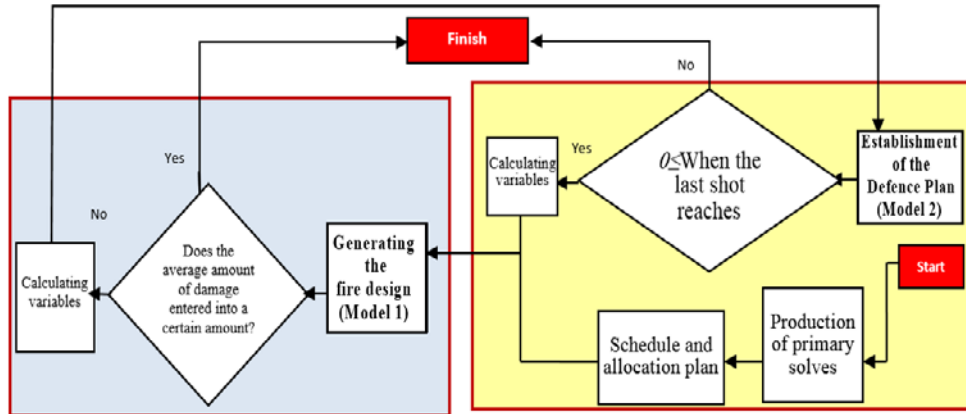 Finish
No
Yes
Yes
No
Calculating
variables
Does the
average amount
of damage
entered into a
certain amount?
Generating
the
fire design
(Model 1)
Calculating
variables
0≤When the
last shot
reaches
Establishment
of the
Defence Plan
(Model 2)
Start
Schedule and
allocation plan
Production
of primary
solves